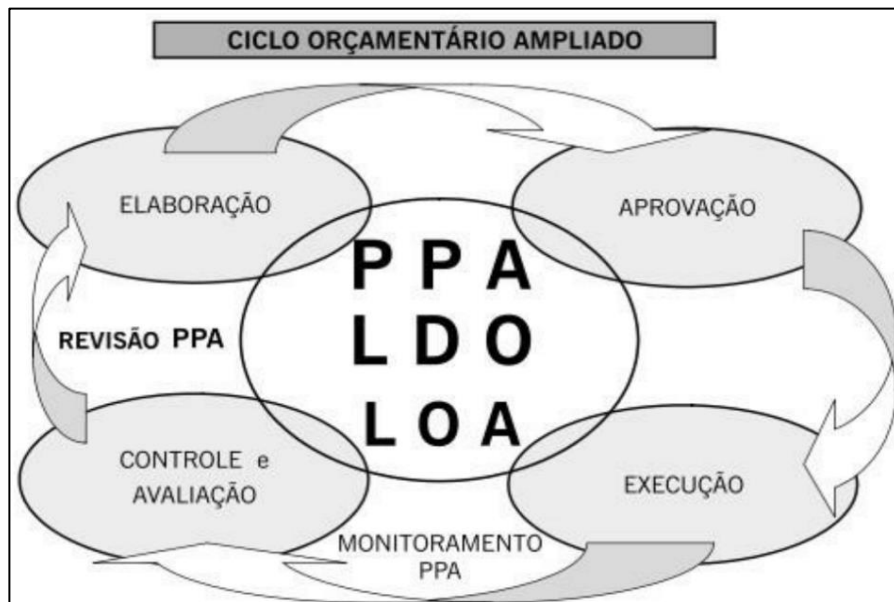 CICLO ORÇAMENTÁRIO AMPLIADO
ELABORAÇÃO
APROVAÇÃO
P P A
L D O
L O A
REVISÃO PPA
CONTROLE e
AVALIAÇÃO
EXECUÇÃO
MONITORAMENTO
PPA